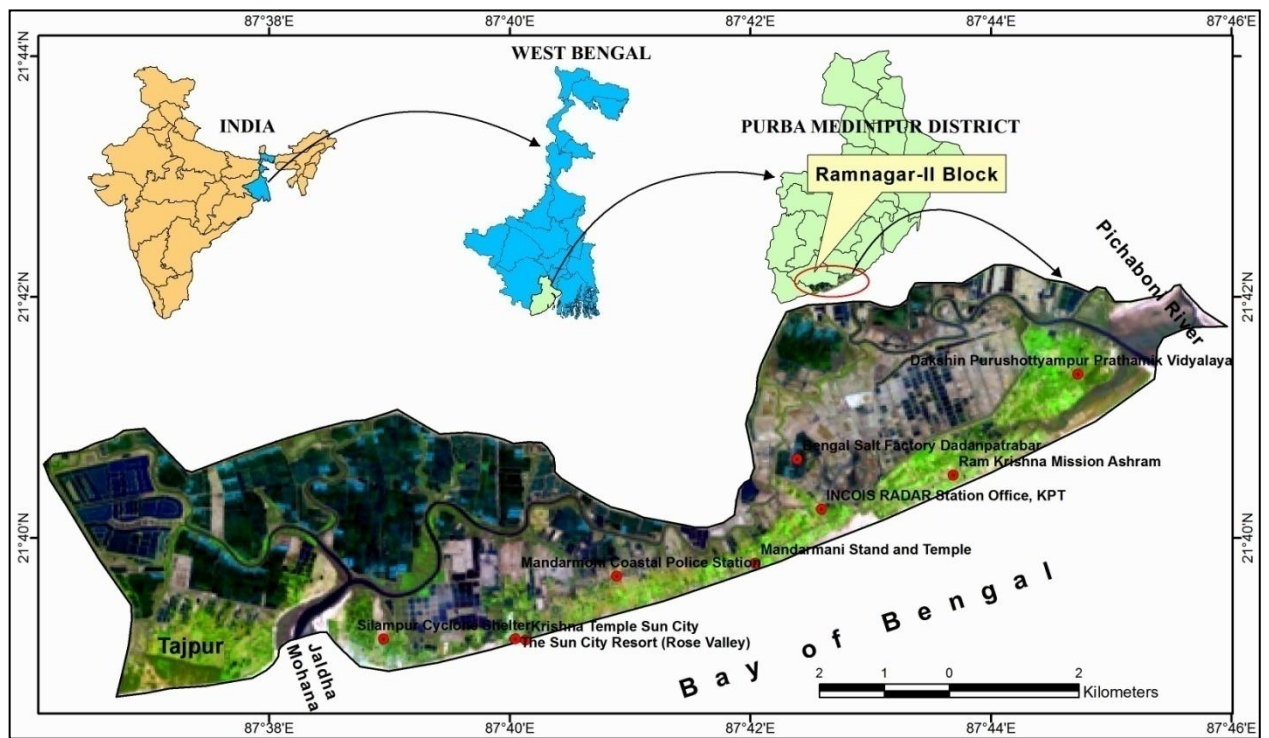 87°38'E
87°40'E
87°42'E
87°44'E
87°46'E
21°44'N
21°44'N
WEST BENGAL
INDIA
PURBA MEDINIPUR DISTRICT
Ramnagar-II Block
Pichaboni River
21°42'N
21°42'N
Dakshin Purushottyampur Prathamik Vidyalaya
Bengal Salt Factory Dadanpatrabar
Ram Krishna Mission Ashram
INCOIS RADAR Station Office, KPT
21°40'N
21°40'N
Mandarmani Stand and Temple
Mandarmoni Coastal Police Station
Silampur Cyclone Shelter
Krishna Temple Sun City
The Sun City Resort (Rose Valley)
Tajpur
Jaldha
Mohana
Bay of Bengal
2 1 0 2
Kilometers
87°38'E
87°40'E
87°42'E
87°44'E
87°46'E